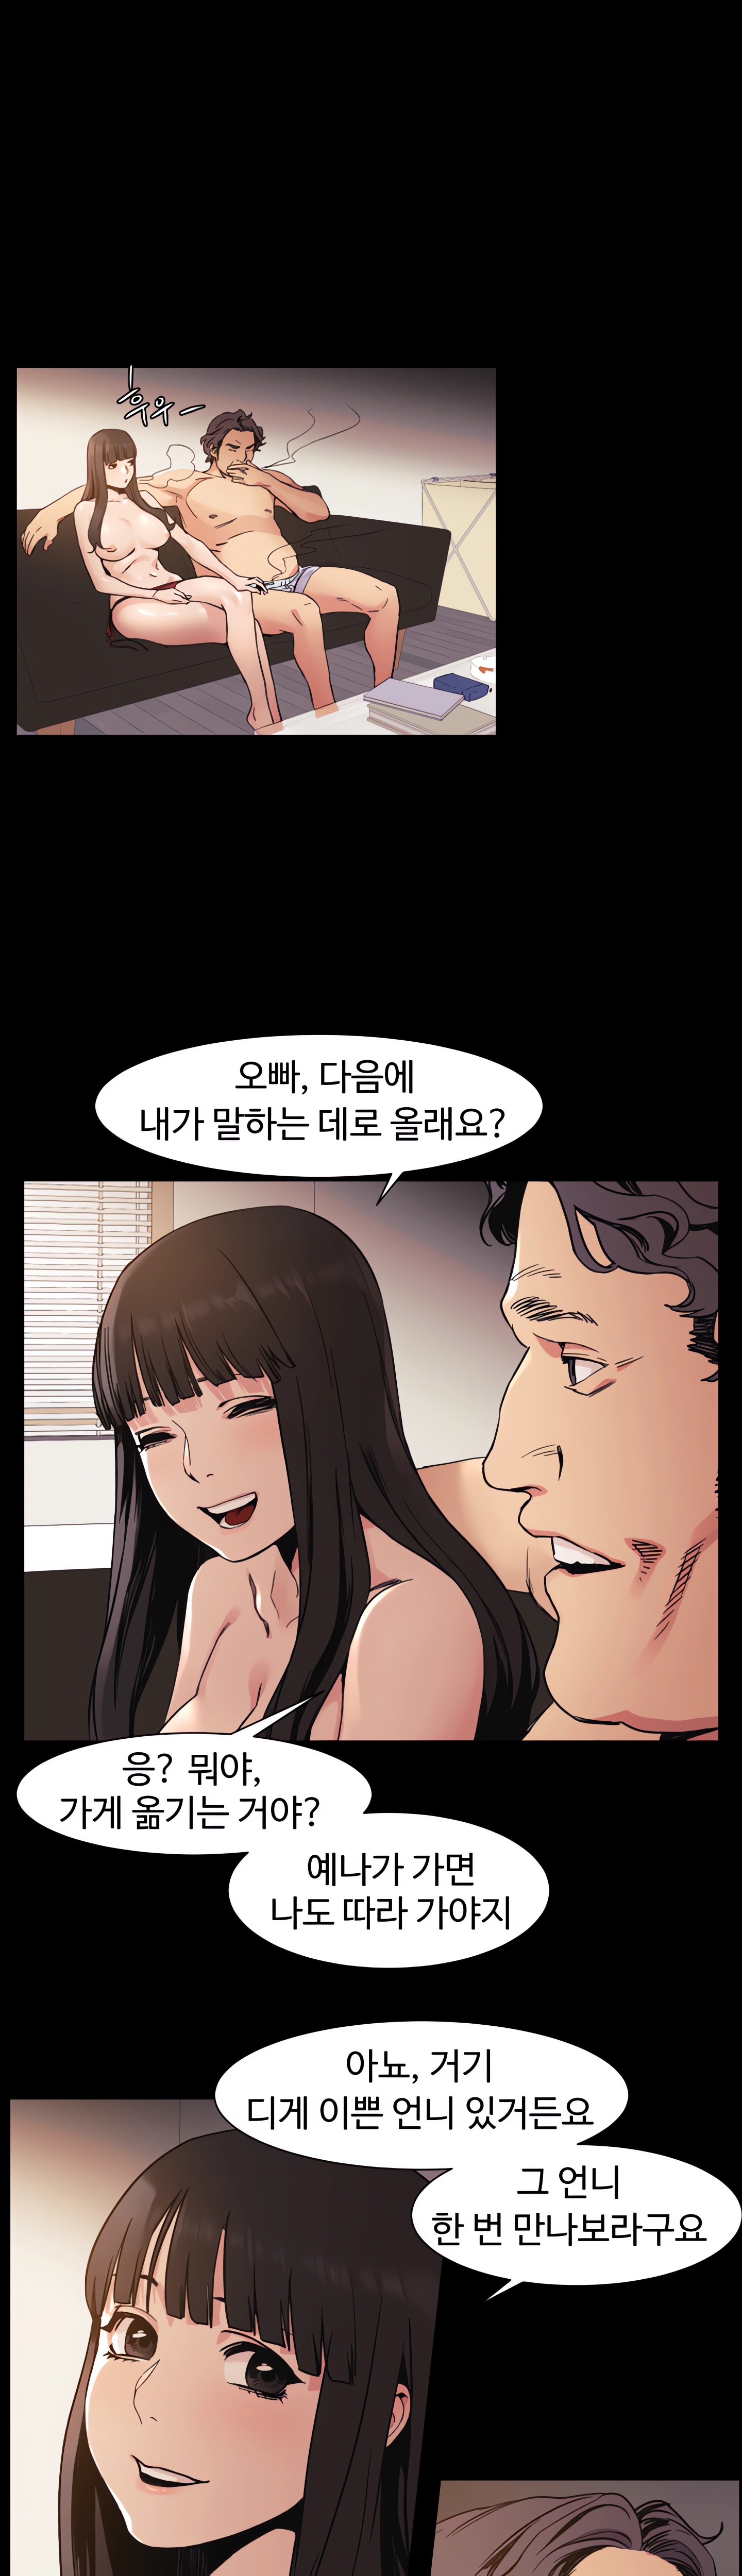 후우~
오빠, 다음에
내가 말하는 데로 올래요?
응? 뭐야,
가게 옮기는 거야?
예나가 가면
나도 따라 가야지
아뇨, 거기
디게 이쁜 언니 있거든요
그 언니
한 번 만나보라구요